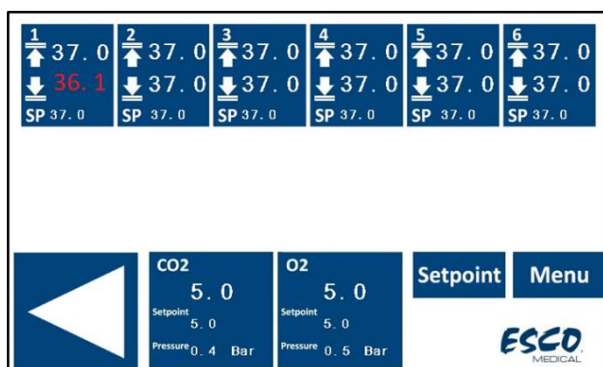 1 2 3 4 5 6
37.0 37.0 37.0 37.0 37.0 37.0
36.1 37.0 37.0 37.0 37.0 37.0
SP 37.0 SP 37.0 SP 37.0 SP 37.0 SP 37.0 SP 37.0
CO2
5.0
Setpoint
5.0
Pressure 0.4 Bar
O2
5.0
Setpoint
5.0
Pressure 0.5 Bar
Setpoint
Menu
ESCO
MEDICAL